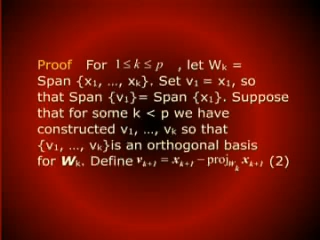 Proof For 1 ≤ k ≤ p , let Wₖ =
Span {x₁, …, xₖ}. Set v₁ = x₁, so
that Span {v₁}= Span {x₁}. Suppose
that for some k < p we have
constructed v₁, …, vₖ so that
{v₁, …, vₖ}is an orthogonal basis
for Wₖ. Define vₖ₊₁ = xₖ₊₁ − proj_{Wₖ} xₖ₊₁ (2)